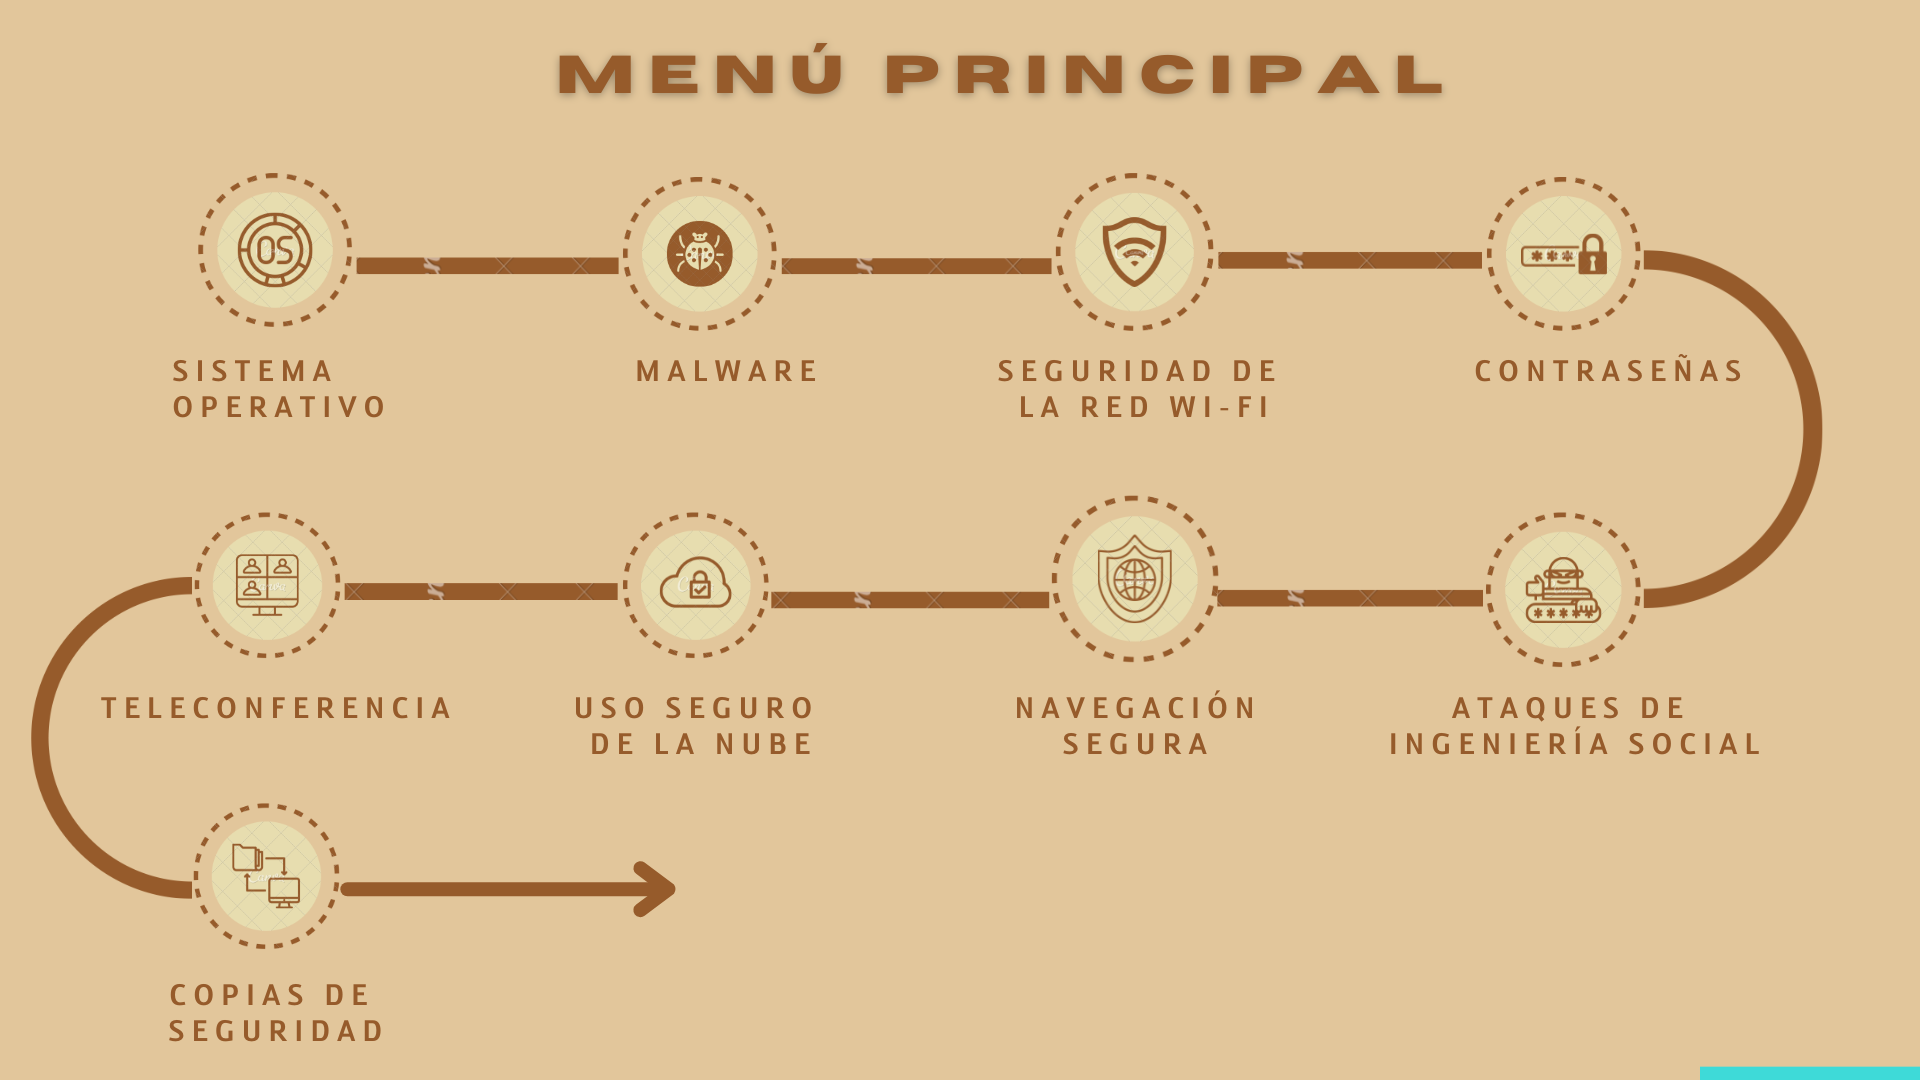 MENÚ PRINCIPAL
OS
SISTEMA
OPERATIVO
MALWARE
SEGURIDAD DE
LA RED WI-FI
CONTRASEÑAS
TELECONFERENCIA
USO SEGURO
DE LA NUBE
NAVEGACIÓN
SEGURA
ATAQUES DE
INGENIERÍA SOCIAL
COPIAS DE
SEGURIDAD